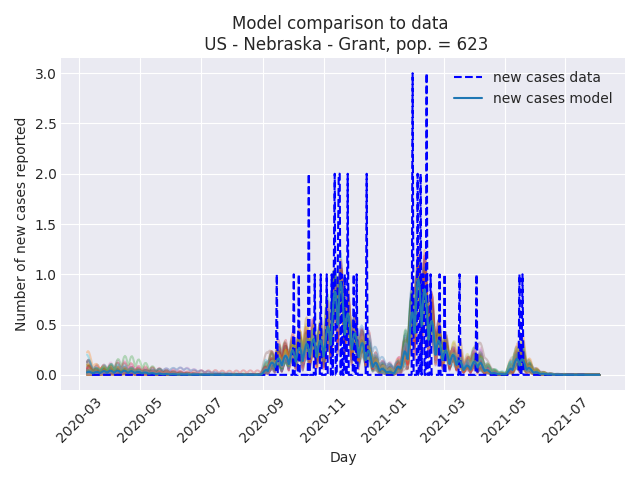 Model comparison to data
US - Nebraska - Grant, pop. = 623
new cases data
new cases model
Number of new cases reported
3.0
2.5
2.0
1.5
1.0
0.5
0.0
2020-03
2020-05
2020-07
2020-09
2020-11
2021-01
2021-03
2021-05
2021-07
Day